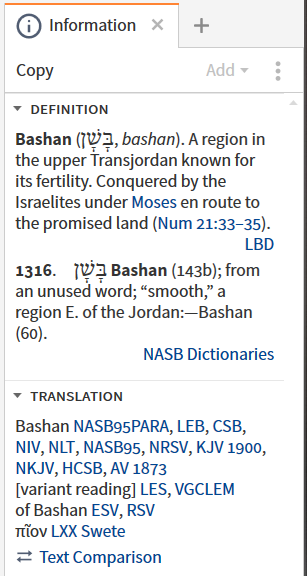 Information
Copy
Add
DEFINITION
Bashan (בָּשָׁן, bashan). A region in
the upper Transjordan known for
its fertility. Conquered by the
Israelites under Moses en route to
the promised land (Num 21:33–35).
LBD
1316. בָּשָׁן Bashan (143b); from
an unused word; “smooth,” a
region E. of the Jordan:—Bashan
(60).
NASB Dictionaries
TRANSLATION
Bashan NASB95PARA, LEB, CSB,
NIV, NLT, NASB95, NRSV, KJV 1900,
NKJV, HCSB, AV 1873
[variant reading] LES, VGCLEM
of Bashan ESV, RSV
πῖον LXX Swete
Text Comparison